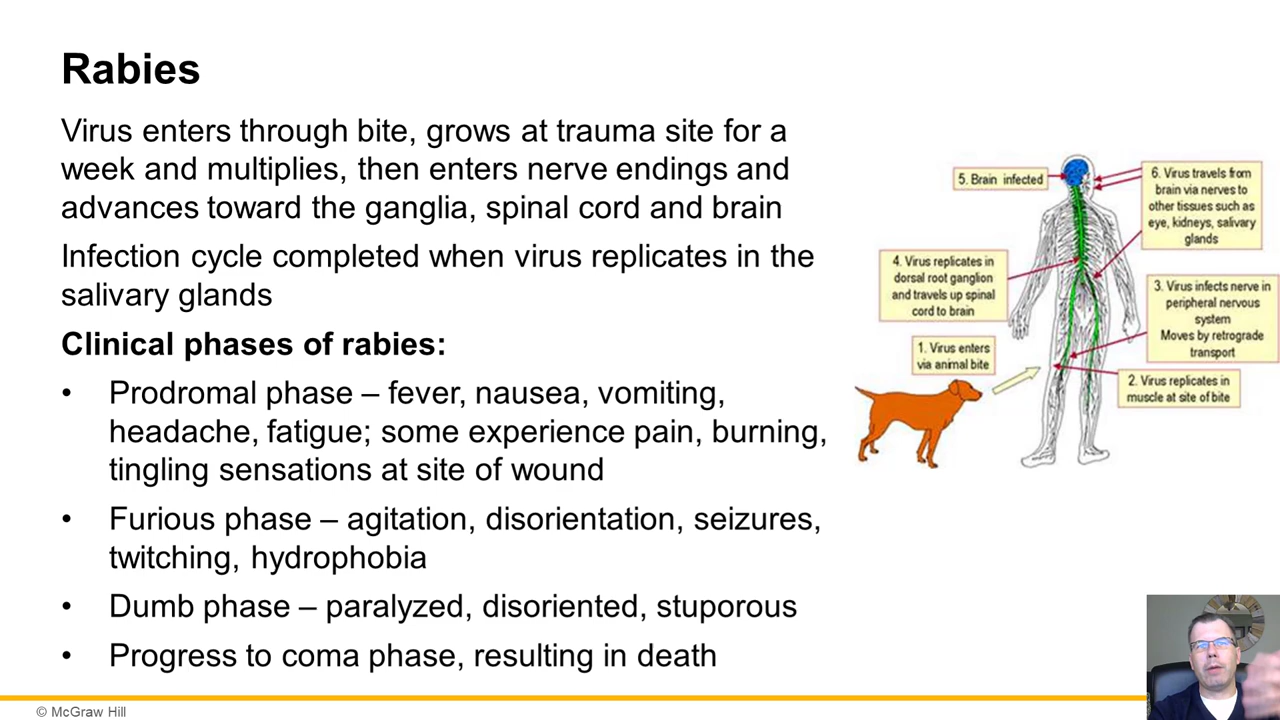 Rabies
Virus enters through bite, grows at trauma site for a
week and multiplies, then enters nerve endings and
advances toward the ganglia, spinal cord and brain
Infection cycle completed when virus replicates in the
salivary glands
Clinical phases of rabies:
• Prodromal phase – fever, nausea, vomiting,
headache, fatigue; some experience pain, burning,
tingling sensations at site of wound
• Furious phase – agitation, disorientation, seizures,
twitching, hydrophobia
• Dumb phase – paralyzed, disoriented, stuporous
• Progress to coma phase, resulting in death
5. Brain infected
6. Virus travels from
brain via nerves to
other tissues such as
eye, kidneys, salivary
glands
4. Virus replicates in
dorsal root ganglion
and travels up spinal
cord to brain
3. Virus infects nerve in
peripheral nervous
system
Moves by retrograde
transport
1. Virus enters
via animal bite
2. Virus replicates in
muscle at site of bite
© McGraw Hill